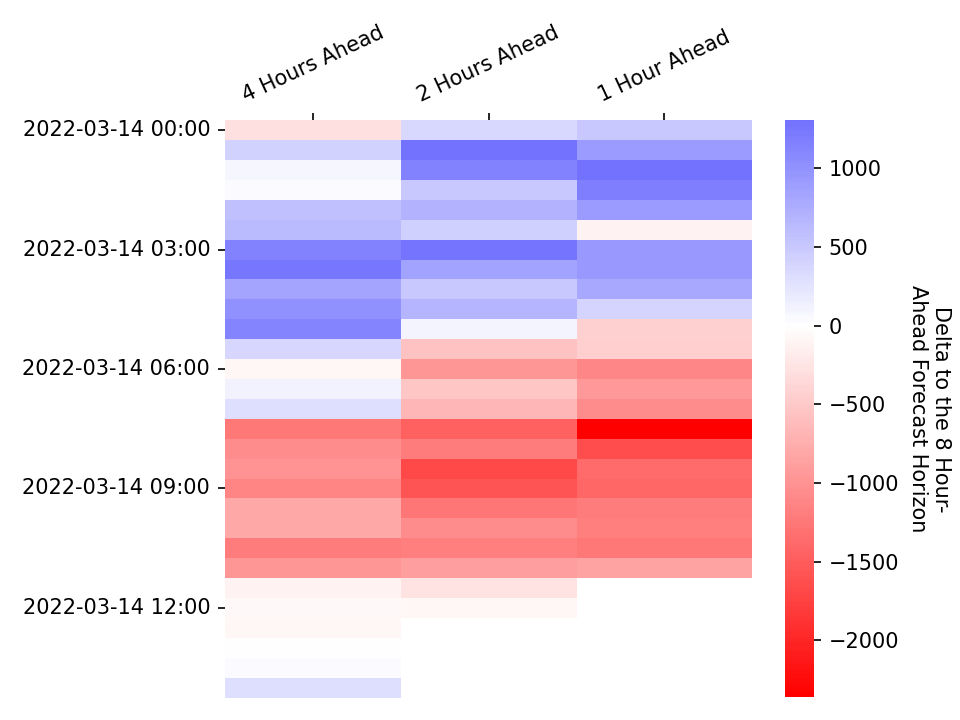 4 Hours Ahead
2 Hours Ahead
1 Hour Ahead
2022-03-14 00:00
2022-03-14 03:00
2022-03-14 06:00
2022-03-14 09:00
2022-03-14 12:00
1000
500
0
−500
−1000
−1500
−2000
Delta to the 8 Hour-
Ahead Forecast Horizon